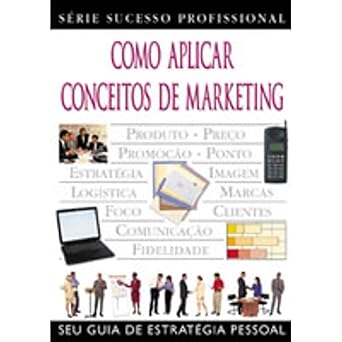 SÉRIE SUCESSO PROFISSIONAL
COMO APLICAR
CONCEITOS DE MARKETING
PRODUTO • PREÇO
PROMOÇÃO • PONTO
ESTRATÉGIA IMAGEM
LOGÍSTICA MARCAS
FOCO CLIENTES
COMUNICAÇÃO
FIDELIDADE
SEU GUIA DE ESTRATÉGIA PESSOAL